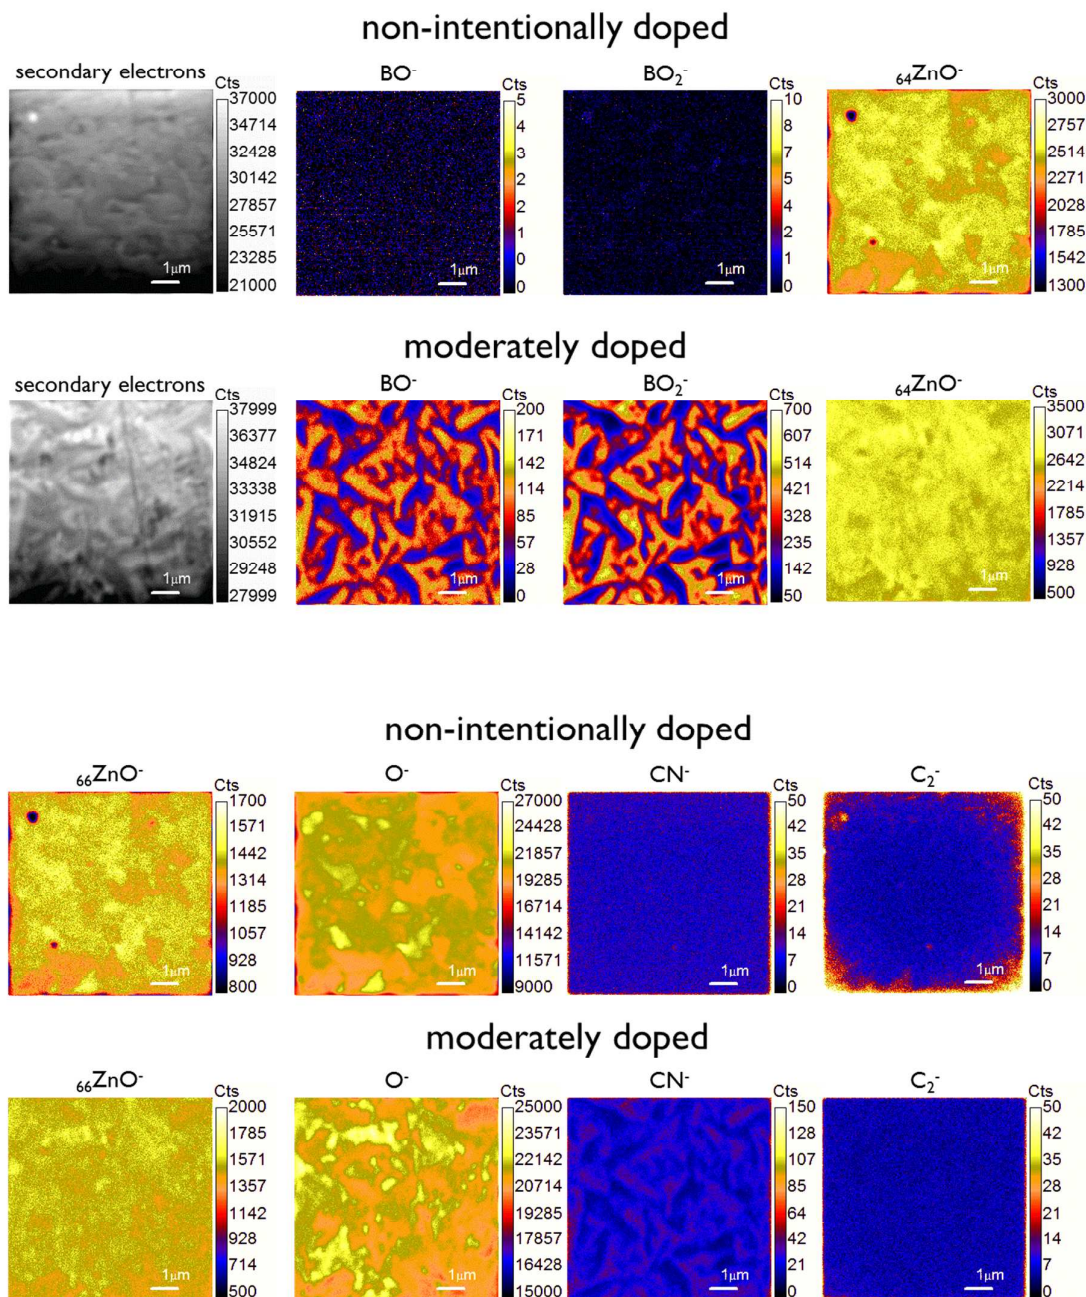 non-intentionally doped
secondary electrons BO⁻ BO₂⁻ ₆₄ZnO⁻
Cts Cts Cts Cts
37000 5 10 3000
34714 4 8 2757
32428 3 7 2514
30142 2 5 2271
27857 2 4 2028
25571 1 2 1785
23285 0 1 1542
21000 0 0 1300
1μm 1μm 1μm 1μm
moderately doped
secondary electrons BO⁻ BO₂⁻ ₆₄ZnO⁻
Cts Cts Cts Cts
37999 200 700 3500
36377 171 607 3071
34824 142 514 2642
33338 114 421 2214
31915 85 328 1785
30552 57 235 1357
29248 28 142 928
27999 0 50 500
1μm 1μm 1μm 1μm
non-intentionally doped
₆₆ZnO⁻ O⁻ CN⁻ C₂⁻
Cts Cts Cts Cts
1700 27000 50 50
1571 24428 42 42
1442 21857 35 35
1314 19285 28 28
1185 16714 21 21
1057 14142 14 14
928 11571 7 7
800 9000 0 0
1μm 1μm 1μm 1μm
moderately doped
₆₆ZnO⁻ O⁻ CN⁻ C₂⁻
Cts Cts Cts Cts
2000 25000 150 50
1785 23571 128 42
1571 22142 107 35
1357 20714 85 28
1142 19285 64 21
928 17857 42 14
714 16428 21 7
500 15000 0 0
1μm 1μm 1μm 1μm